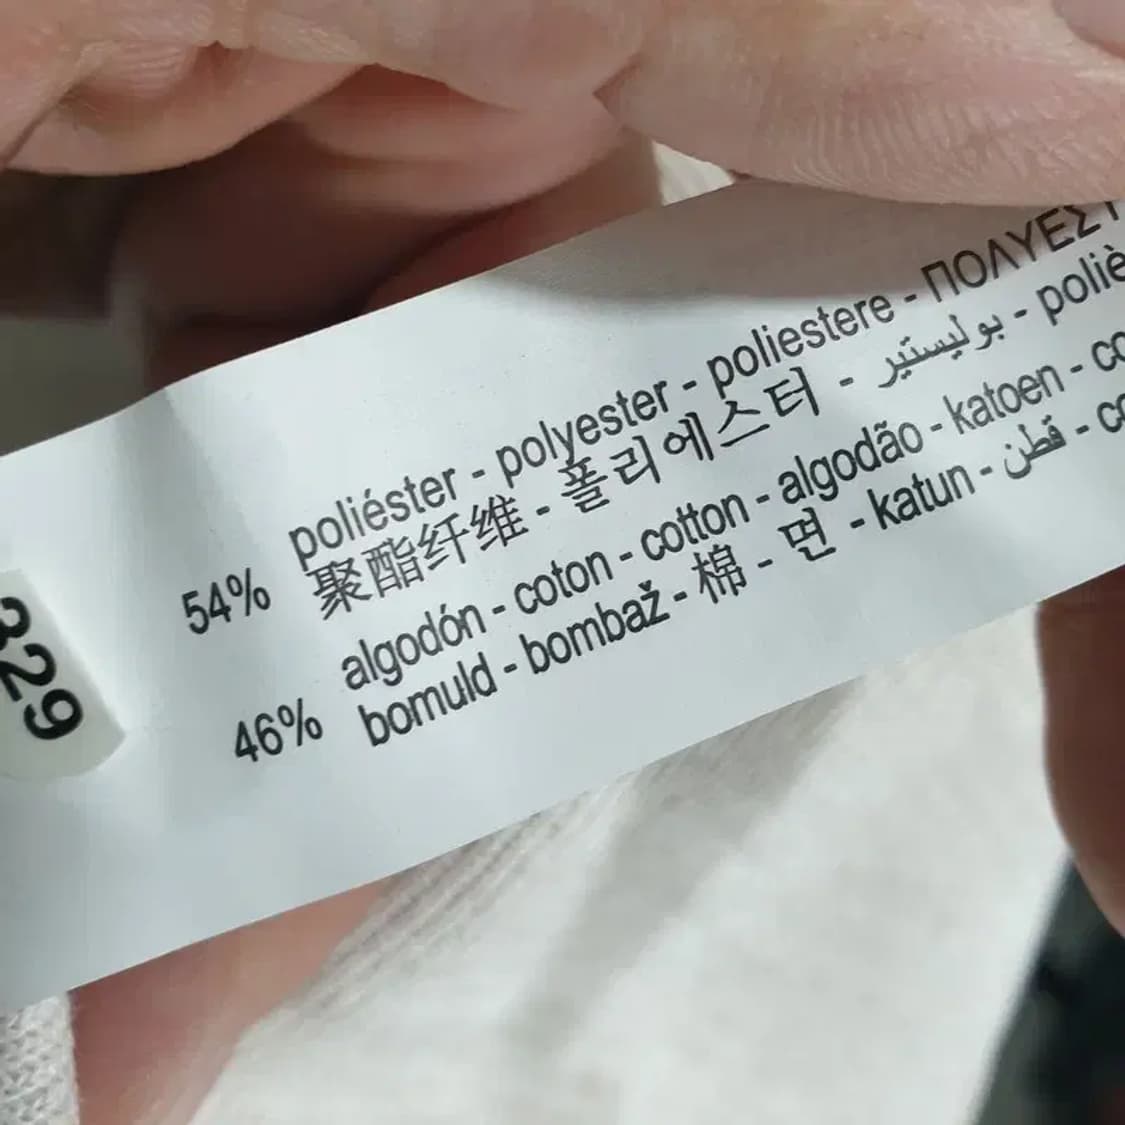 54% poliéster - polyester - poliestere - ΠΟΛΥΕΣΤ
聚酯纤维 - 폴리에스터 - بوليستير - poliè
46% algodón - coton - cotton - algodão - katoen - co
bomuld - bombaž - 棉 - 면 - katun - قطن - co
329